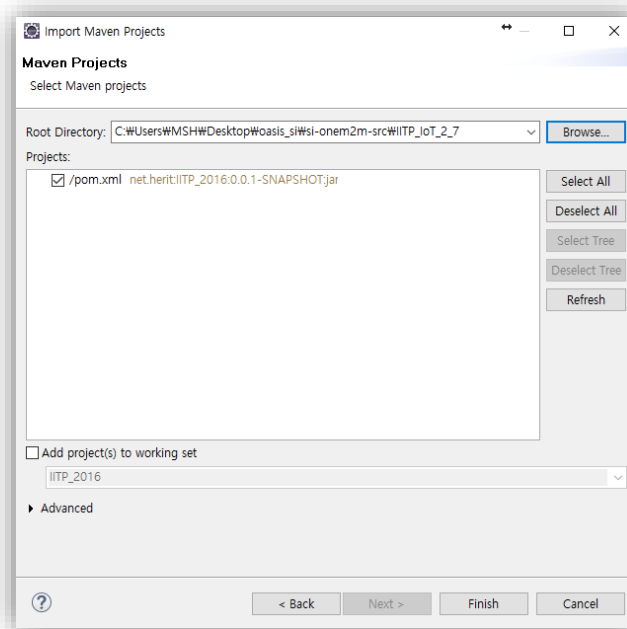 Import Maven Projects
Maven Projects
Select Maven projects
Root Directory: C:₩Users₩MSH₩Desktop₩oasis_si₩si-onem2m-src₩IITP_IoT_2_7 Browse...
Projects:
/pom.xml net.herit:IITP_2016:0.0.1-SNAPSHOT:jar
Select All
Deselect All
Select Tree
Deselect Tree
Refresh
Add project(s) to working set
IITP_2016
Advanced
? < Back Next > Finish Cancel